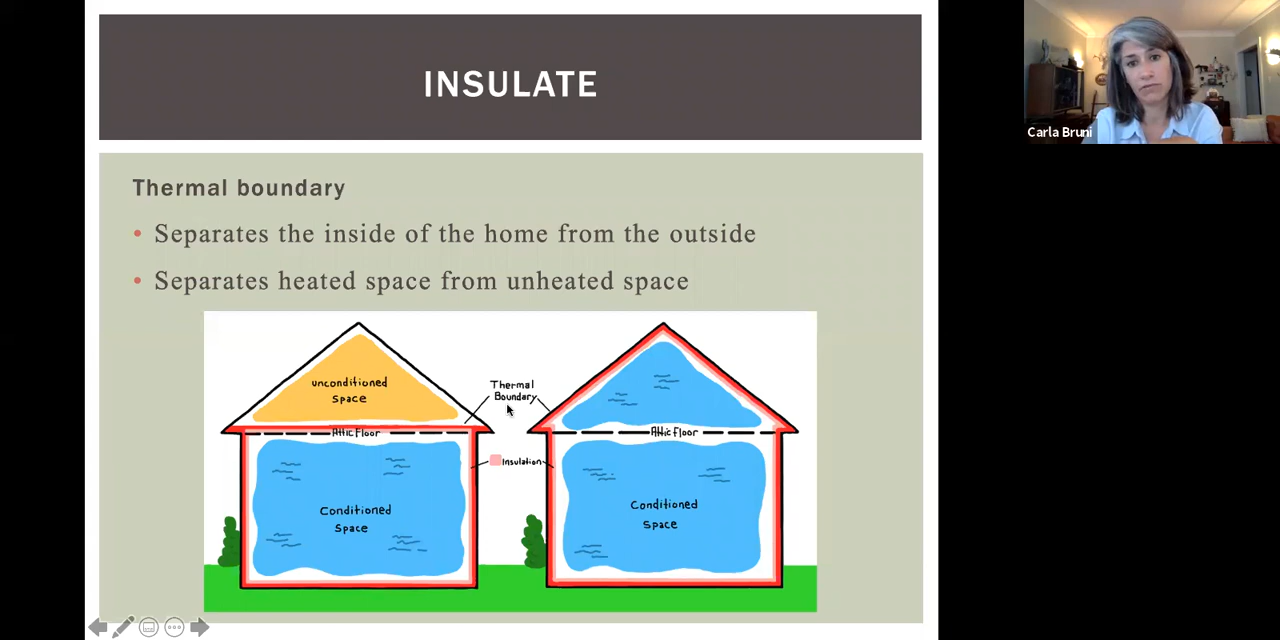 INSULATE
Carla Bruni
Thermal boundary
• Separates the inside of the home from the outside
• Separates heated space from unheated space
unconditioned
space
Thermal
Boundary
Attic floor
Attic floor
Insulation
Conditioned
Space
Conditioned
Space